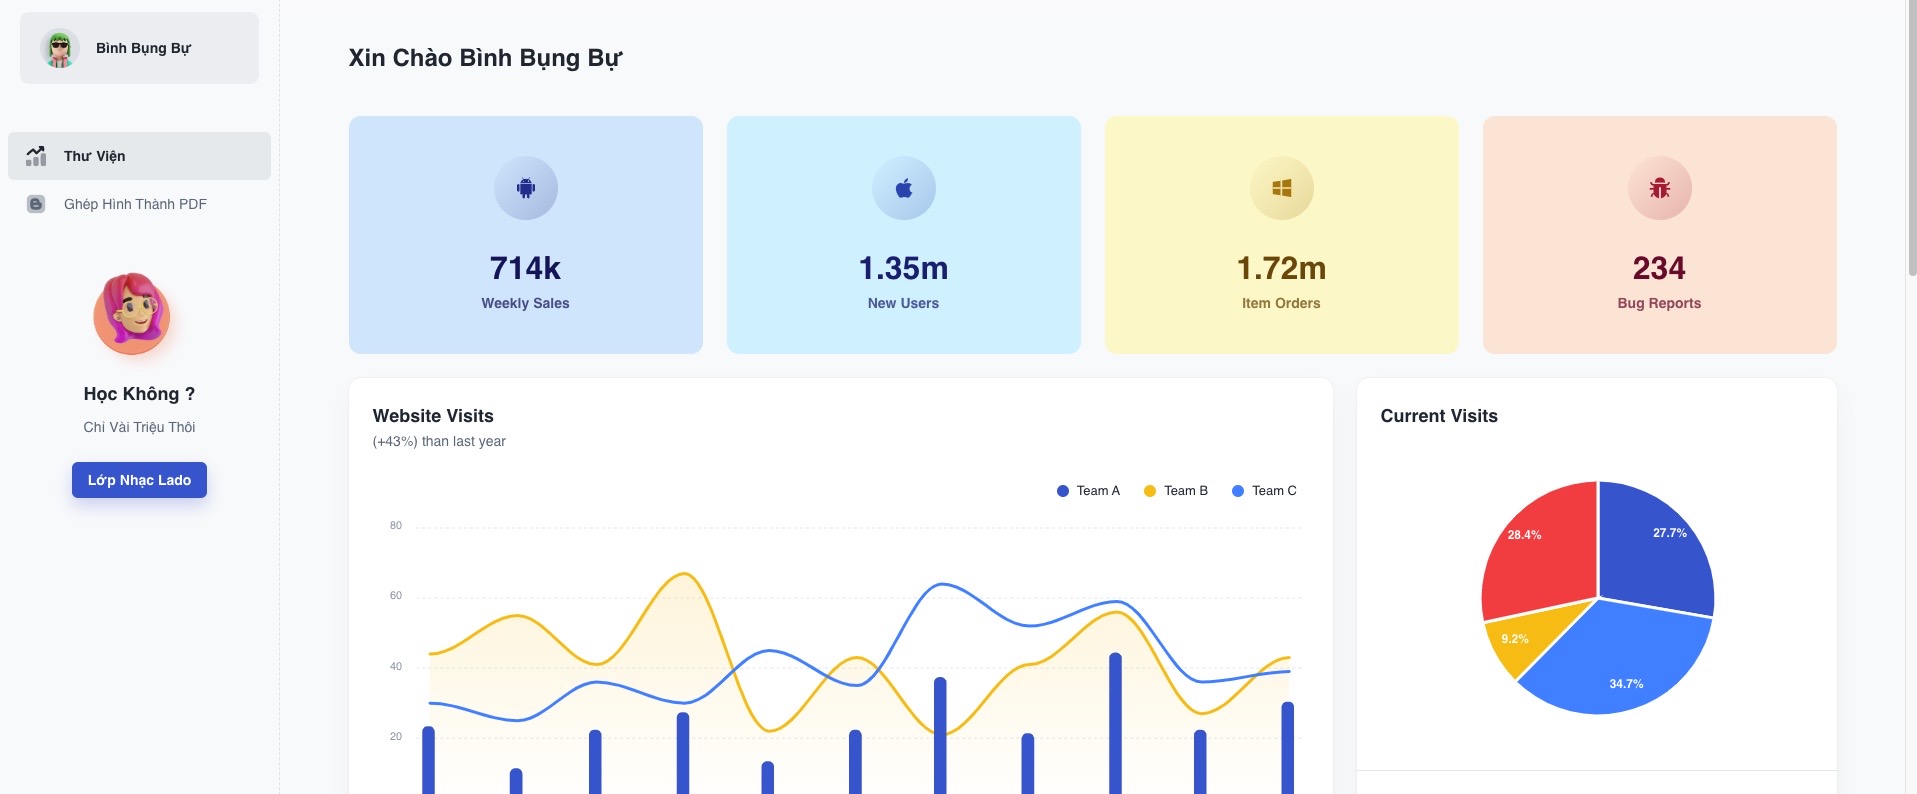 Bình Bụng Bự
Thư Viện
Ghép Hình Thành PDF
Học Không ?
Chỉ Vài Triệu Thôi
Lớp Nhạc Lado
Xin Chào Bình Bụng Bự
714k
Weekly Sales
1.35m
New Users
1.72m
Item Orders
234
Bug Reports
Website Visits
(+43%) than last year
Team A
Team B
Team C
80
60
40
20
Current Visits
28.4%
27.7%
9.2%
34.7%